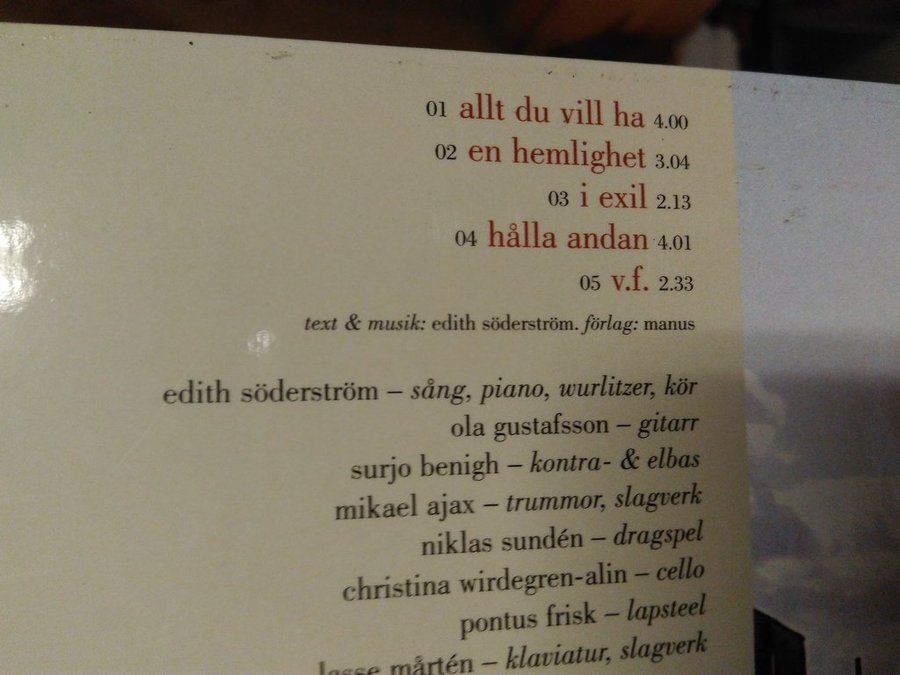 01 allt du vill ha 4.00
02 en hemlighet 3.04
03 i exil 2.13
04 hålla andan 4.01
05 v.f. 2.33
text & musik: edith söderström. förlag: manus
edith söderström – sång, piano, wurlitzer, kör
ola gustafsson – gitarr
surjo benigh – kontra- & elbas
mikael ajax – trummor, slagverk
niklas sundén – dragspel
christina wirdegren-alin – cello
pontus frisk – lapsteel
lasse mårtén – klaviatur, slagverk